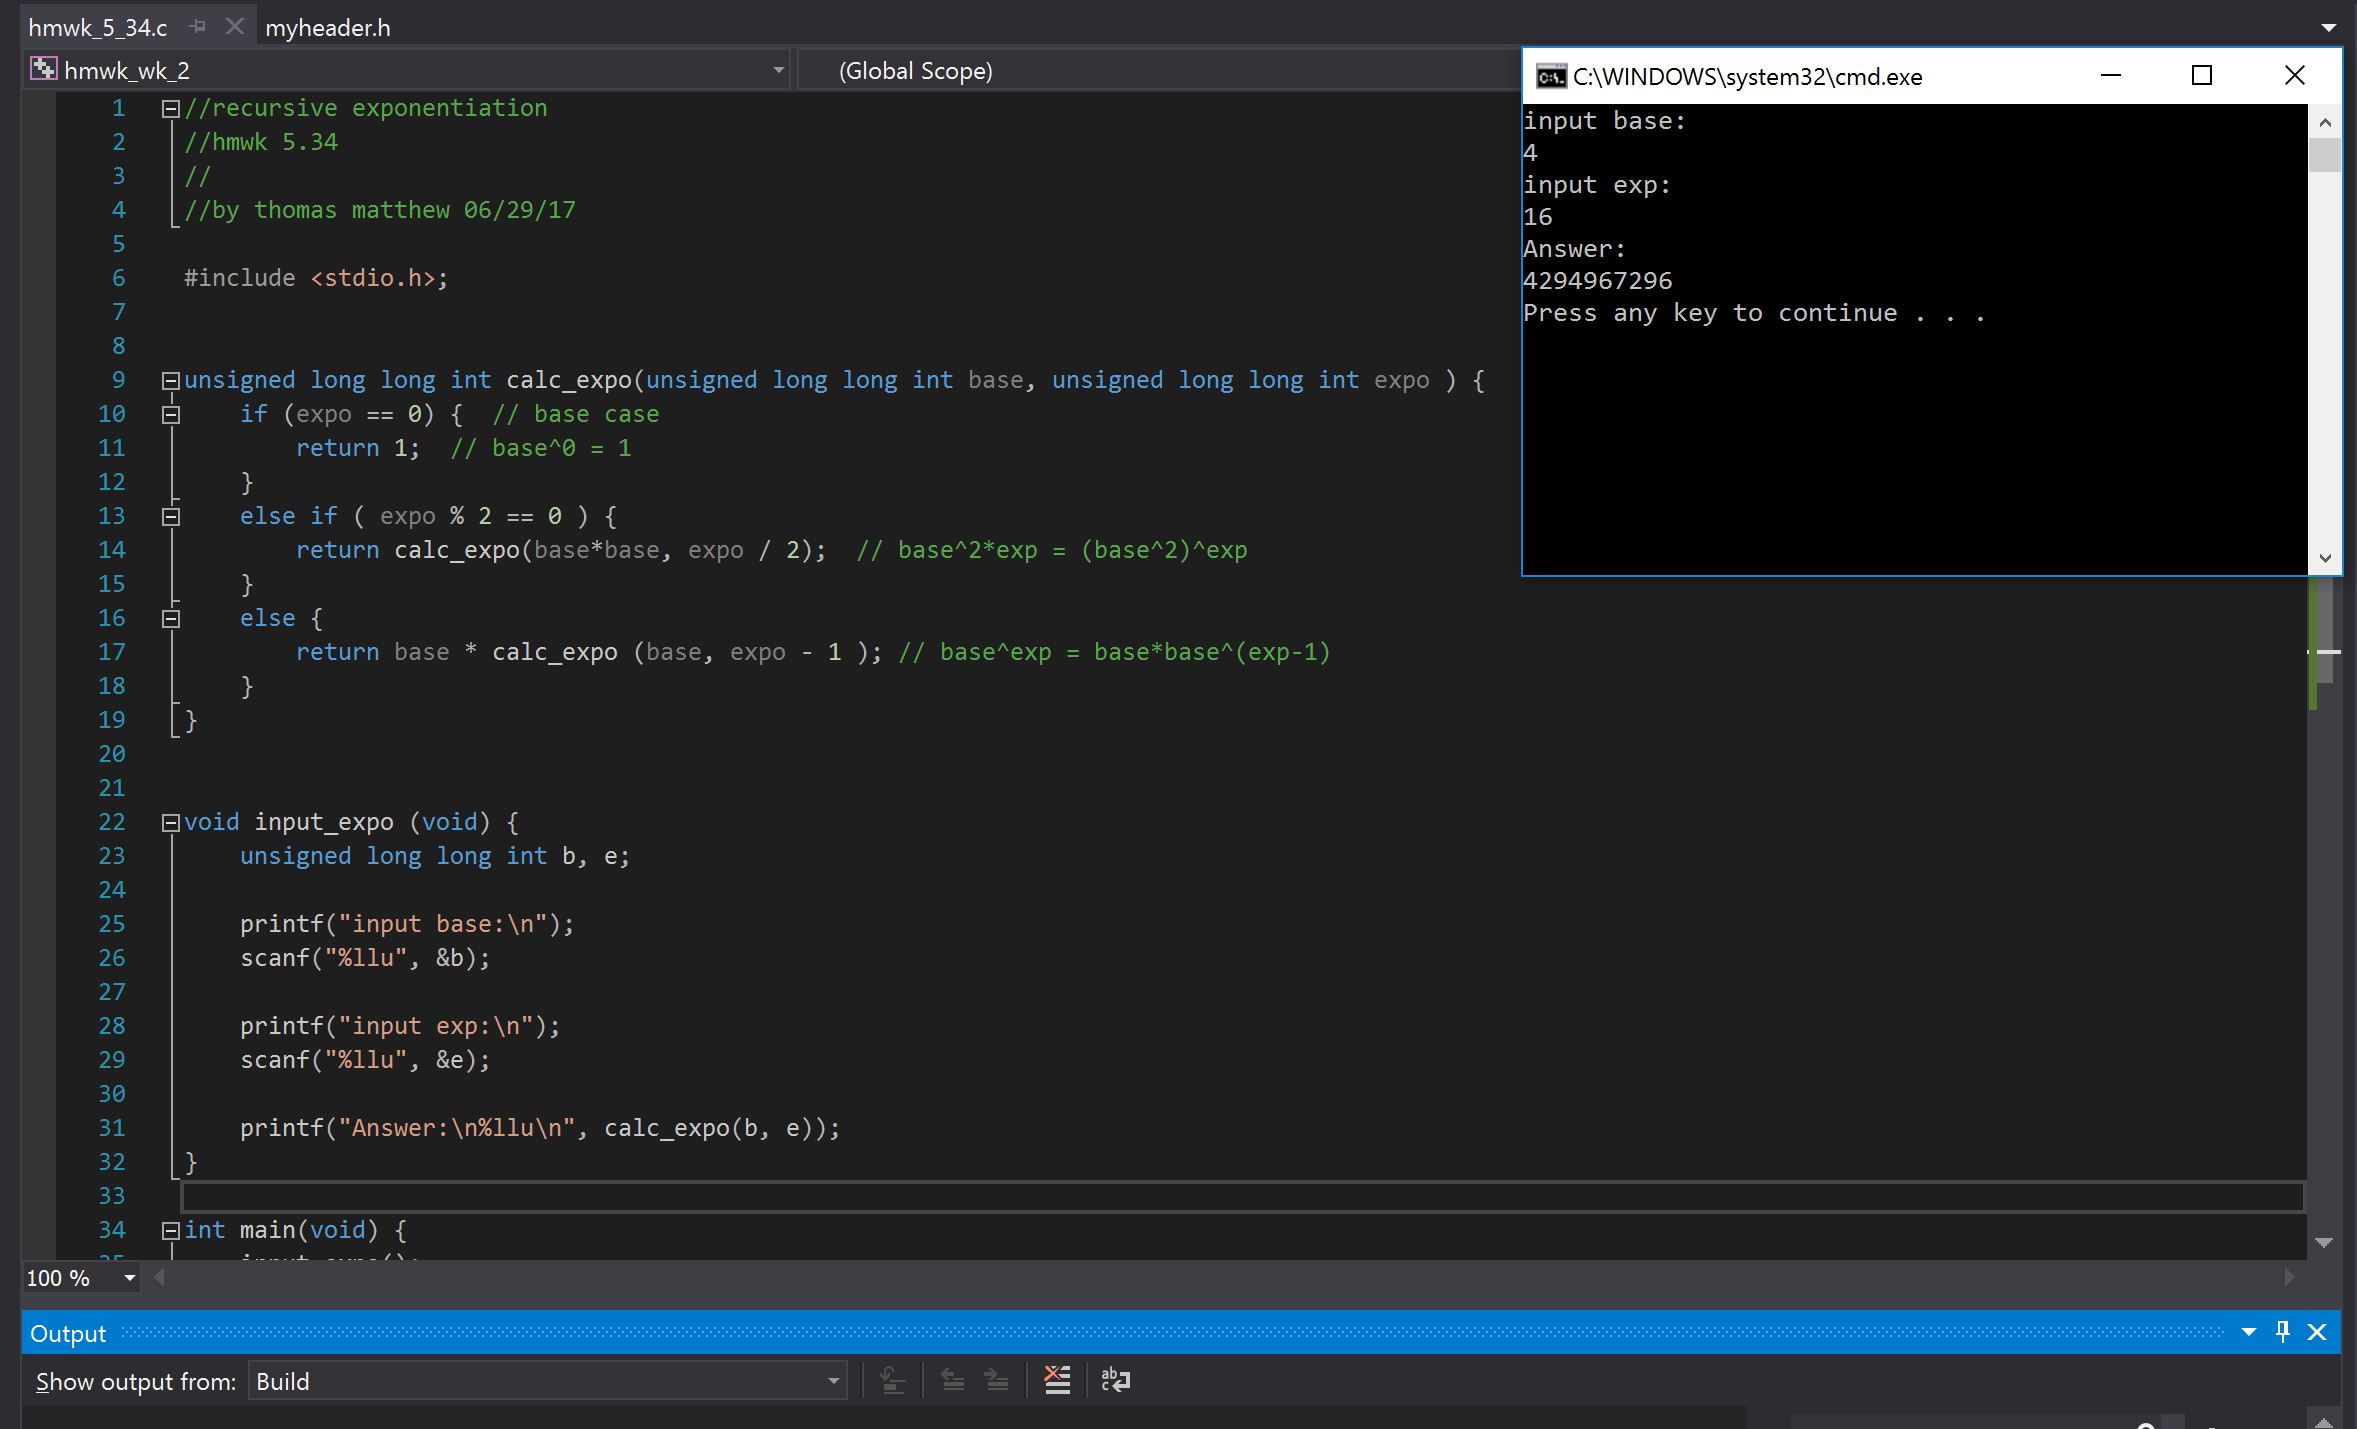 hmwk_5_34.c myheader.h
hmwk_wk_2 (Global Scope)
1 //recursive exponentiation
2 //hmwk 5.34
3 //
4 //by thomas matthew 06/29/17
5
6 #include <stdio.h>;
7
8
9 unsigned long long int calc_expo(unsigned long long int base, unsigned long long int expo ) {
10 if (expo == 0) { // base case
11 return 1; // base^0 = 1
12 }
13 else if ( expo % 2 == 0 ) {
14 return calc_expo(base*base, expo / 2); // base^2*exp = (base^2)^exp
15 }
16 else {
17 return base * calc_expo (base, expo - 1 ); // base^exp = base*base^(exp-1)
18 }
19 }
20
21
22 void input_expo (void) {
23 unsigned long long int b, e;
24
25 printf("input base:\n");
26 scanf("%llu", &b);
27
28 printf("input exp:\n");
29 scanf("%llu", &e);
30
31 printf("Answer:\n%llu\n", calc_expo(b, e));
32 }
33
34 int main(void) {
100 %
Output
Show output from: Build
C:\WINDOWS\system32\cmd.exe
input base:
4
input exp:
16
Answer:
4294967296
Press any key to continue . . .